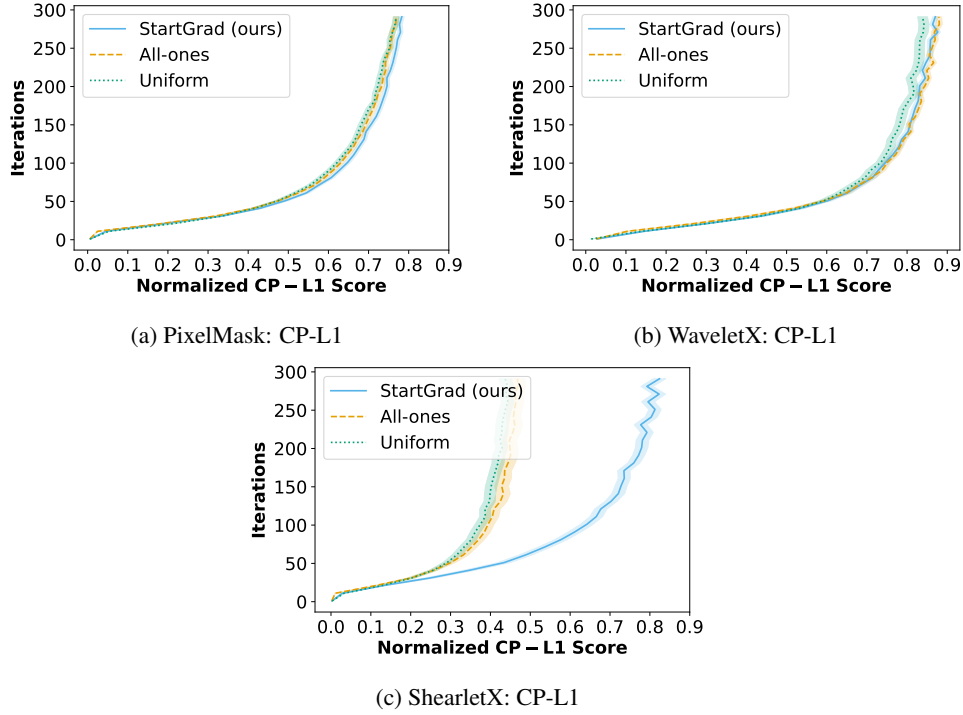 300
250
200
150
100
50
0
Iterations
StartGrad (ours)
All-ones
Uniform
0.0 0.1 0.2 0.3 0.4 0.5 0.6 0.7 0.8 0.9
Normalized CP − L1 Score
(a) PixelMask: CP-L1
300
250
200
150
100
50
0
Iterations
StartGrad (ours)
All-ones
Uniform
0.0 0.1 0.2 0.3 0.4 0.5 0.6 0.7 0.8 0.9
Normalized CP − L1 Score
(b) WaveletX: CP-L1
300
250
200
150
100
50
0
Iterations
StartGrad (ours)
All-ones
Uniform
0.0 0.1 0.2 0.3 0.4 0.5 0.6 0.7 0.8 0.9
Normalized CP − L1 Score
(c) ShearletX: CP-L1